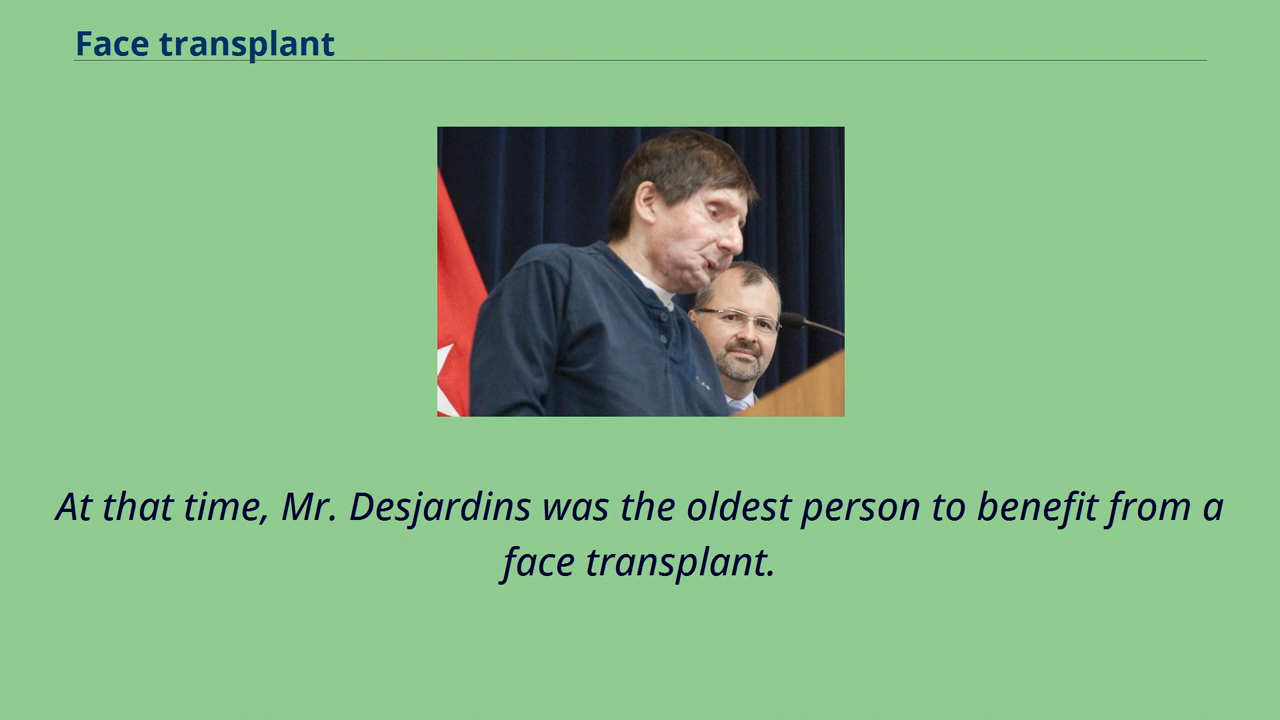 Face transplant
At that time, Mr. Desjardins was the oldest person to benefit from a
face transplant.